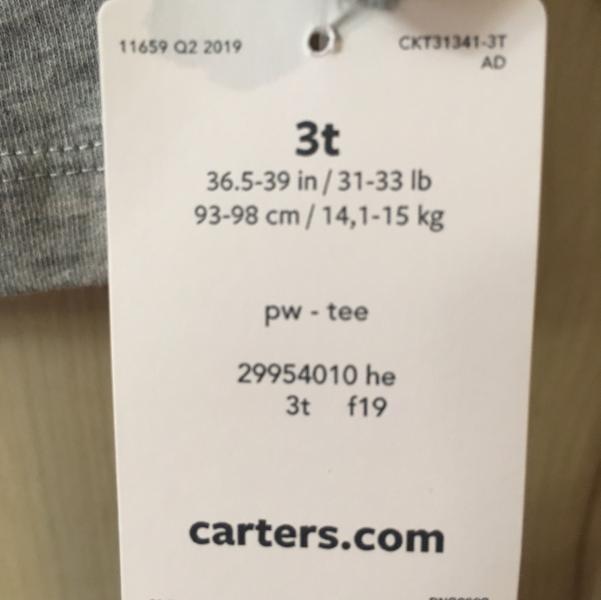 11659 Q2 2019
CKT31341-3T
AD
3t
36.5-39 in / 31-33 lb
93-98 cm / 14,1-15 kg
pw - tee
29954010 he
3t f19
carters.com